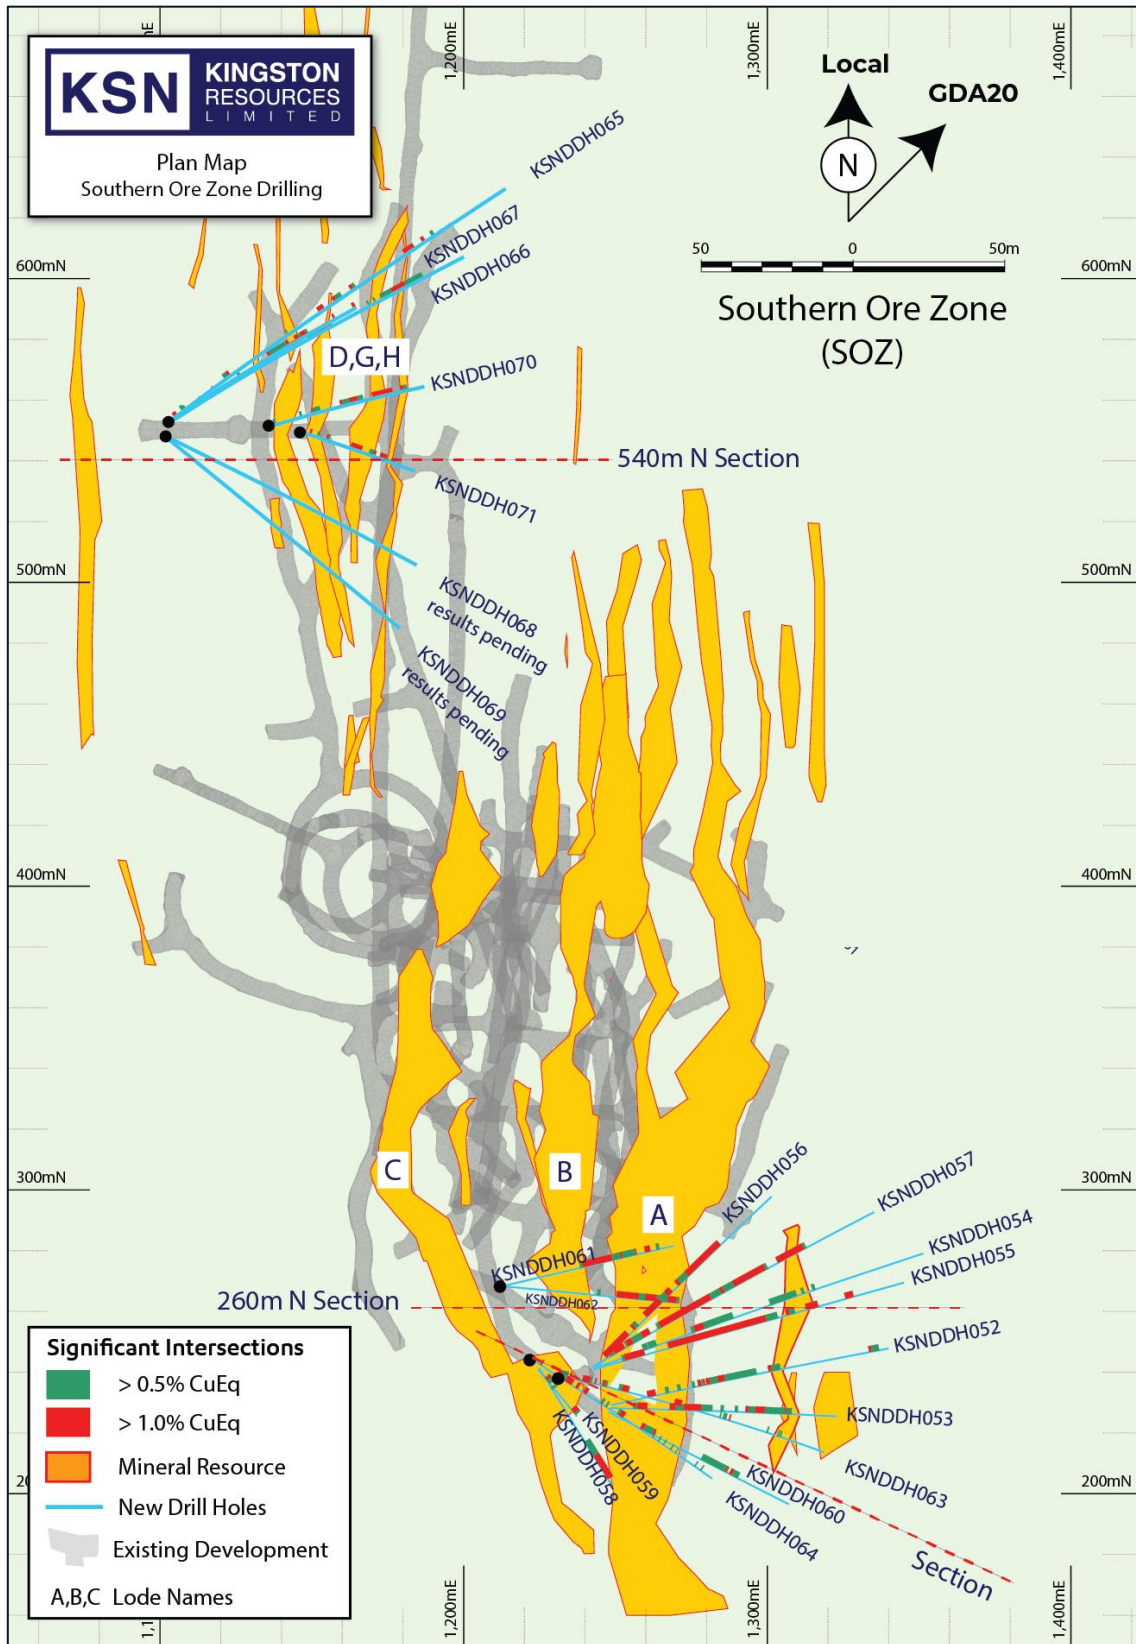 KSN
KINGSTON
RESOURCES
LIMITED
Plan Map
Southern Ore Zone Drilling
1,200mE
1,300mE
1,400mE
Local
GDA20
N
50
0
50m
Southern Ore Zone
(SOZ)
600mN
600mN
KSNDDH065
KSNDDH067
KSNDDH066
D,G,H
KSNDDH070
540m N Section
KSNDDH071
500mN
500mN
KSNDDH068
results pending
KSNDDH069
results pending
400mN
400mN
300mN
300mN
C
B
A
KSNDDH056
KSNDDH057
KSNDDH054
KSNDDH055
KSNDDH061
KSNDDH062
260m N Section
KSNDDH052
KSNDDH053
KSNDDH063
KSNDDH059
KSNDDH058
KSNDDH060
KSNDDH064
Section
200mN
Significant Intersections
> 0.5% CuEq
> 1.0% CuEq
Mineral Resource
New Drill Holes
Existing Development
A,B,C Lode Names
20
1,1
1,200mE
1,300mE
1,400mE